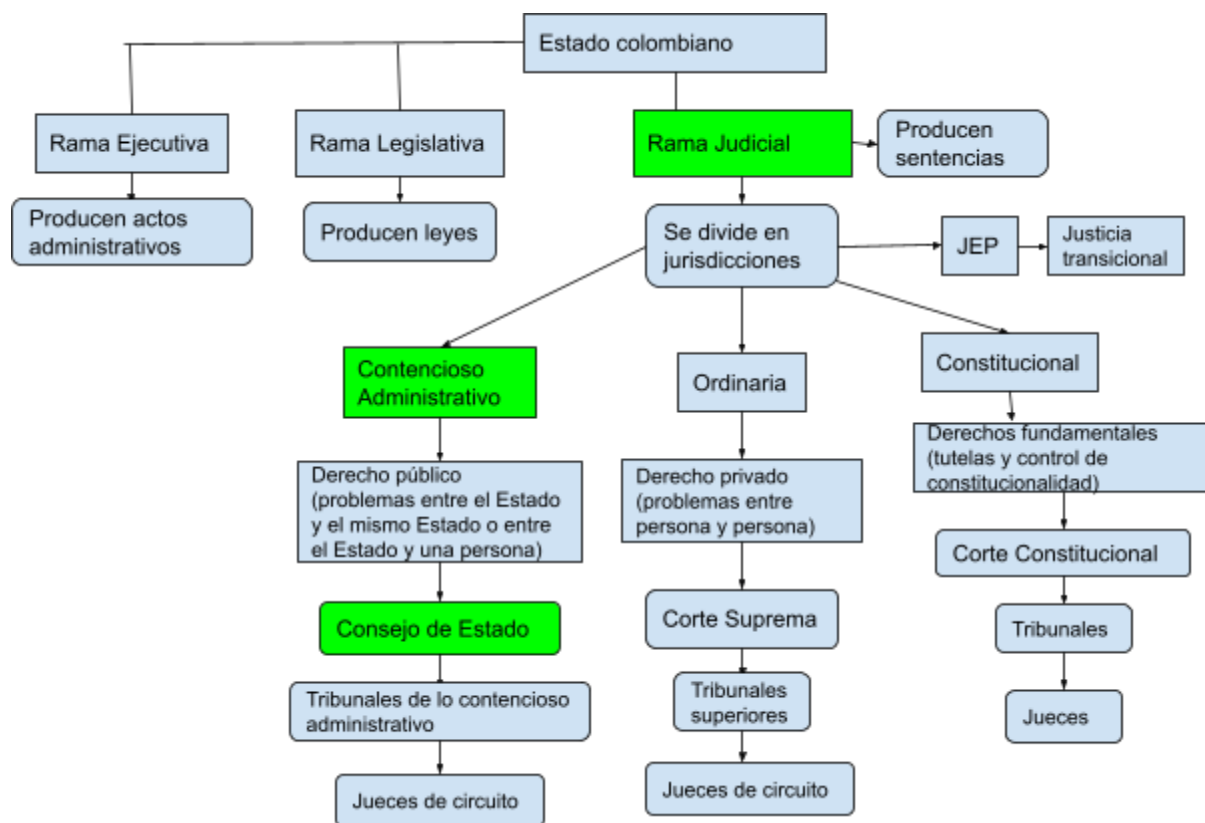 Estado colombiano
Rama Ejecutiva
Rama Legislativa
Rama Judicial
Producen
sentencias
Producen actos
administrativos
Producen leyes
Se divide en
jurisdicciones
JEP
Justicia
transicional
Contencioso
Administrativo
Ordinaria
Constitucional
Derecho público
(problemas entre el Estado
y el mismo Estado o entre
el Estado y una persona)
Derecho privado
(problemas entre
persona y persona)
Derechos fundamentales
(tutelas y control de
constitucionalidad)
Consejo de Estado
Corte Suprema
Corte Constitucional
Tribunales de lo contencioso
administrativo
Tribunales
superiores
Tribunales
Jueces de circuito
Jueces de circuito
Jueces